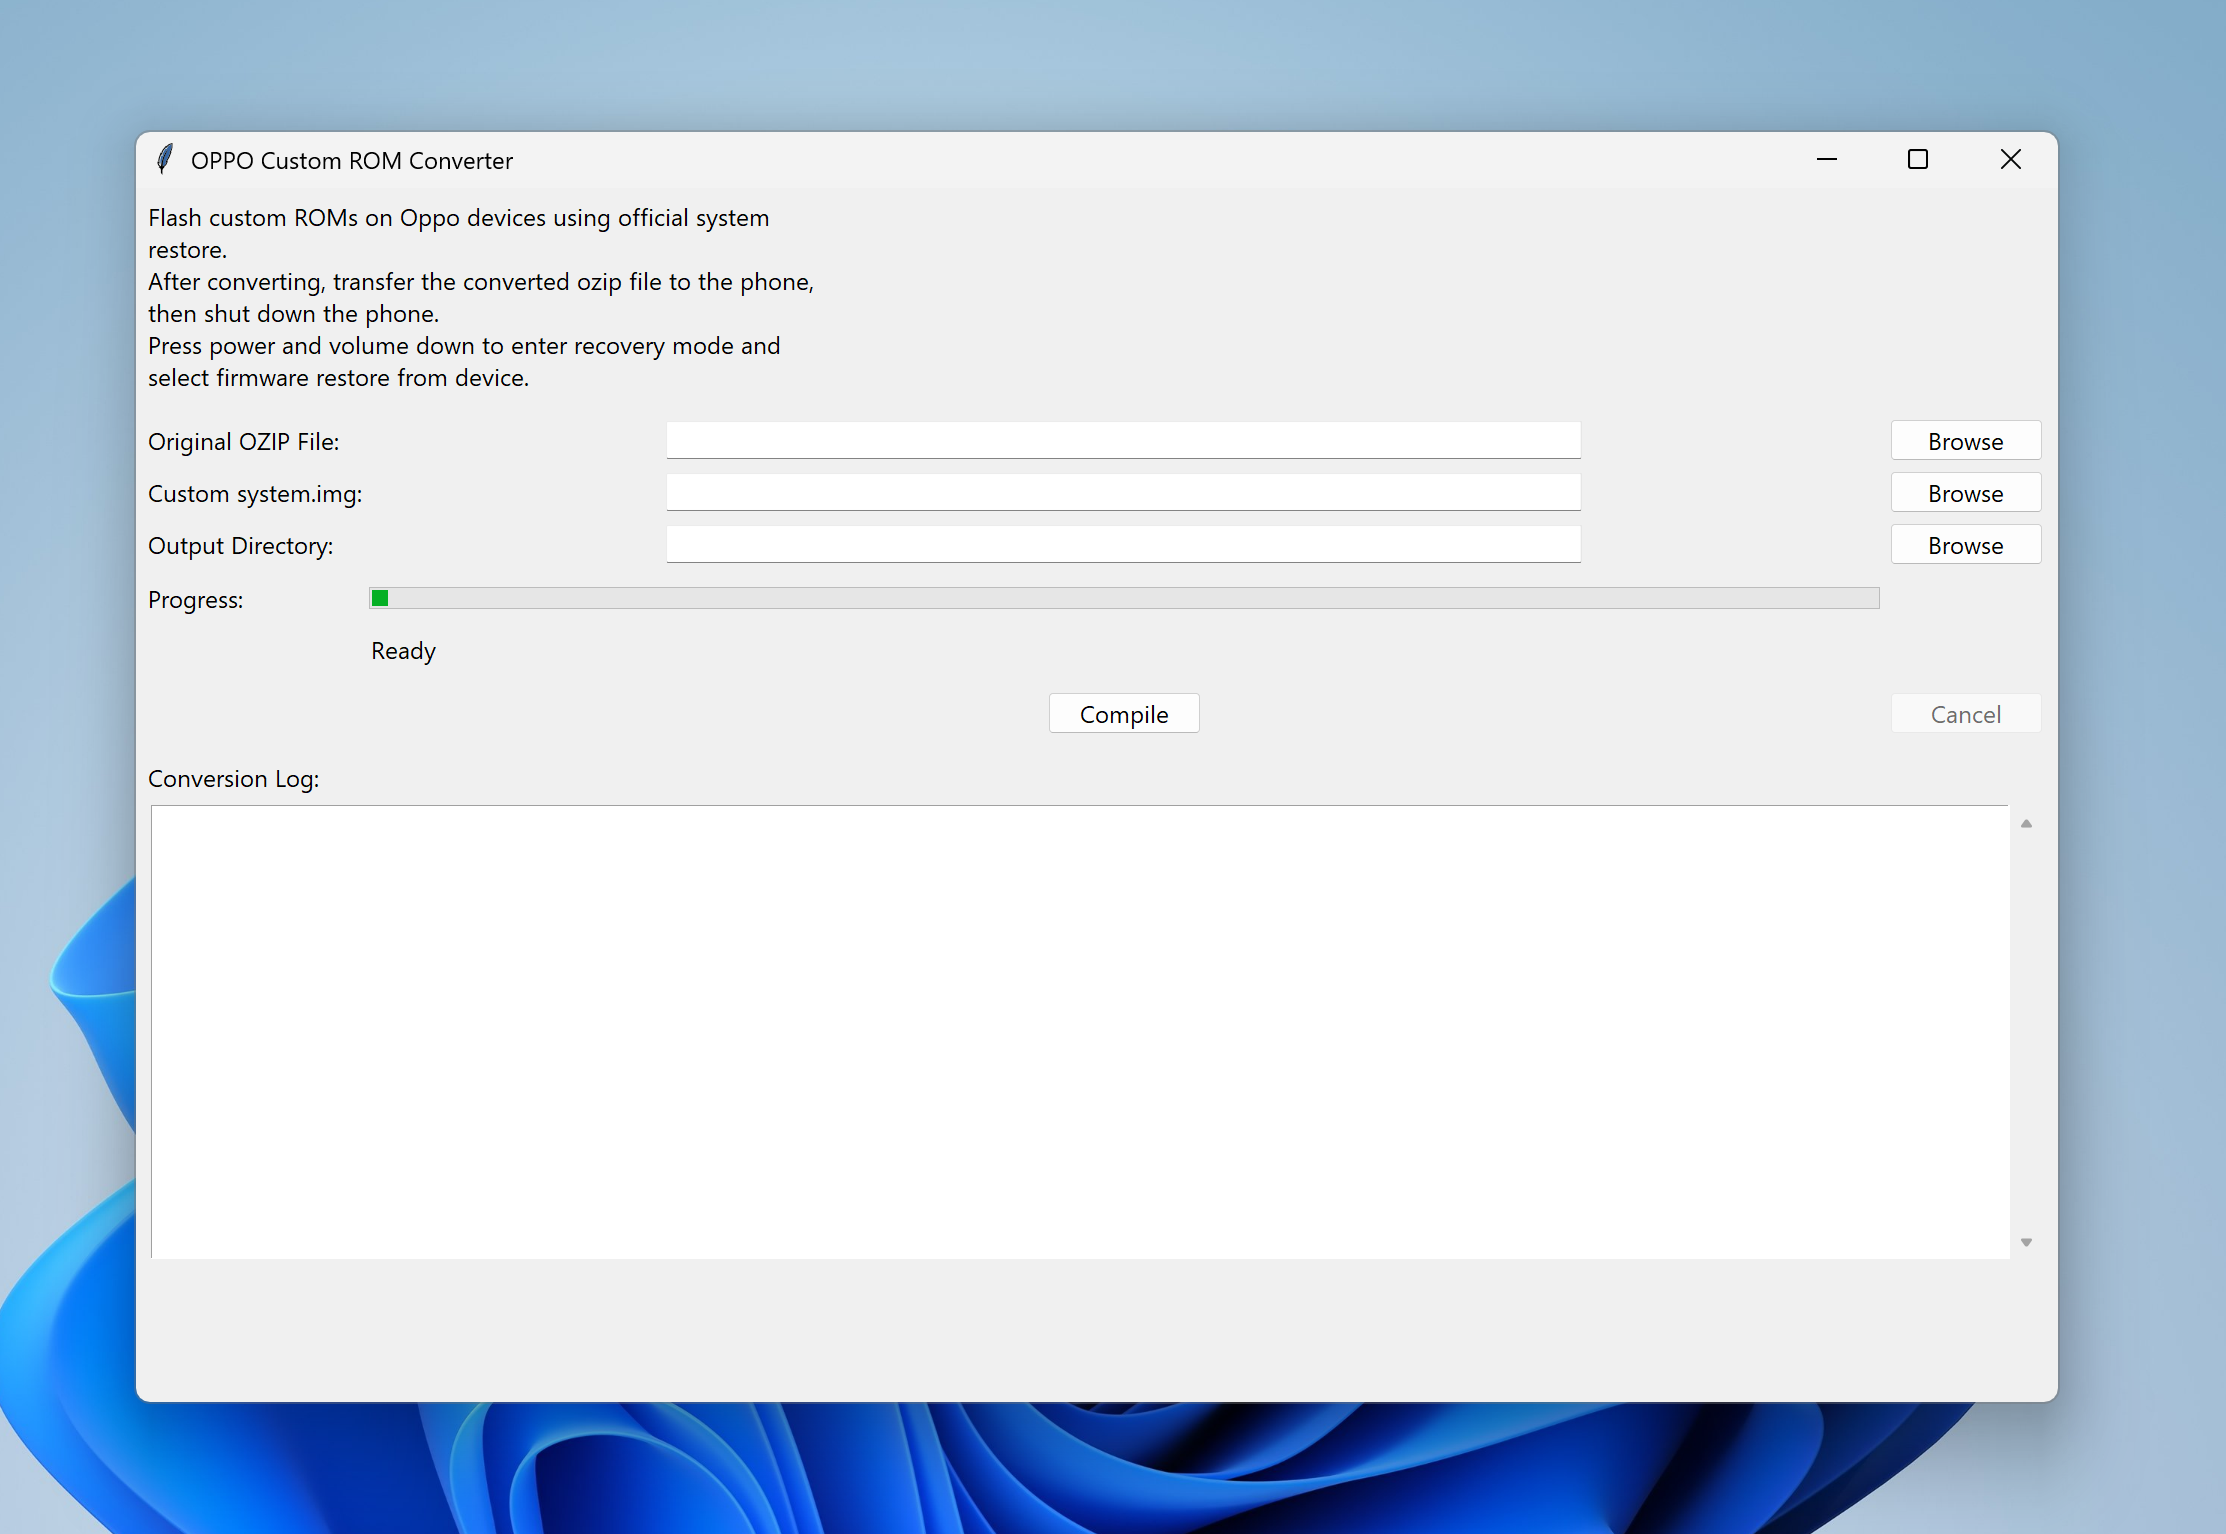 OPPO Custom ROM Converter
Flash custom ROMs on Oppo devices using official system
restore.
After converting, transfer the converted ozip file to the phone,
then shut down the phone.
Press power and volume down to enter recovery mode and
select firmware restore from device.
Original OZIP File:
Browse
Custom system.img:
Browse
Output Directory:
Browse
Progress:
Ready
Compile
Cancel
Conversion Log: